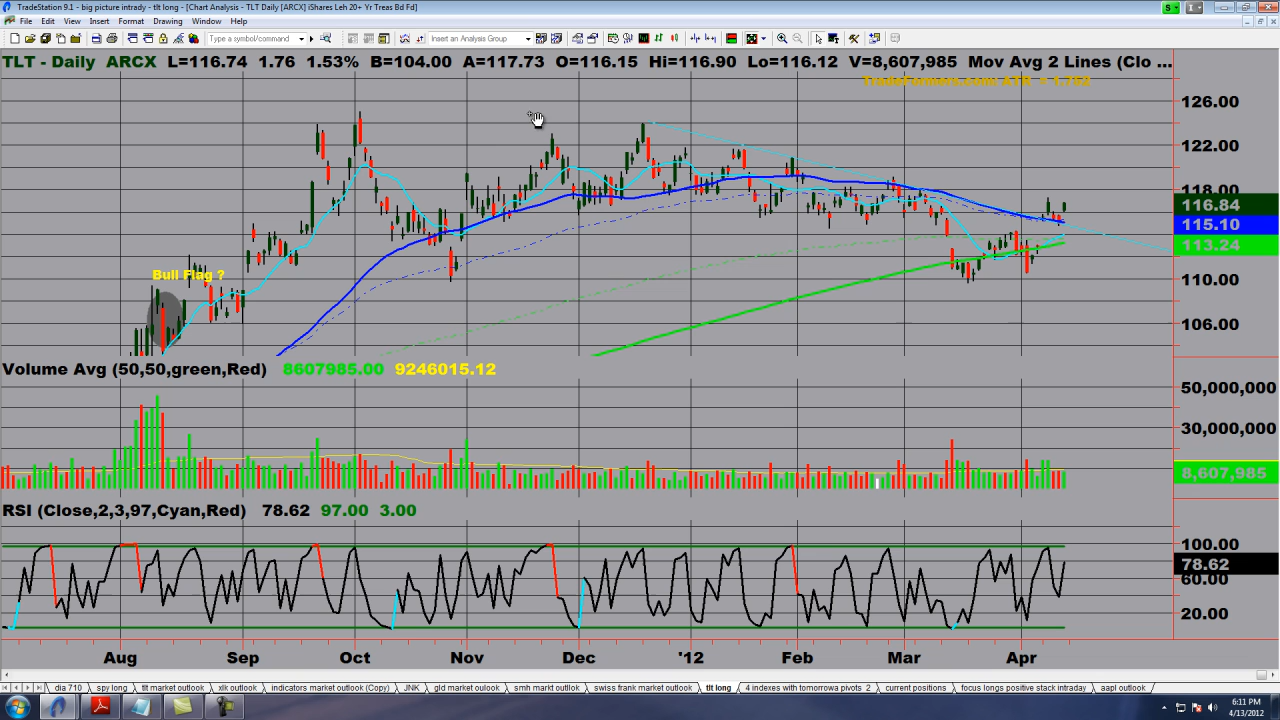 TradeStation 9.1 - big picture intrady - tlt long - [Chart Analysis - TLT Daily [ARCX] iShares Leh 20+ Yr Treas Bd Fd]
File Edit View Insert Format Drawing Window Help
Type a symbol/command
Insert an Analysis Group
TLT - Daily ARCX L=116.74 1.76 1.53% B=104.00 A=117.73 O=116.15 Hi=116.90 Lo=116.12 V=8,607,985 Mov Avg 2 Lines (Clo ...
TradeFormers.com: ATR = 1.752
126.00
122.00
118.00
116.84
115.10
113.24
110.00
106.00
Bull Flag ?
Volume Avg (50,50,green,Red) 8607985.00 9246015.12
50,000,000
30,000,000
8,607,985
RSI (Close,2,3,97,Cyan,Red) 78.62 97.00 3.00
100.00
78.62
60.00
20.00
Aug Sep Oct Nov Dec '12 Feb Mar Apr
dia 710 spy long tlt market outlook xlk outlook indicators market outlook (Copy) JNK gld market oulook smh markt outllok swiss frank market outlook tlt long 4 indexes with tomorrowa pivots 2 current positions focus longs positive stack intraday aapl outlook
6:11 PM
4/13/2012